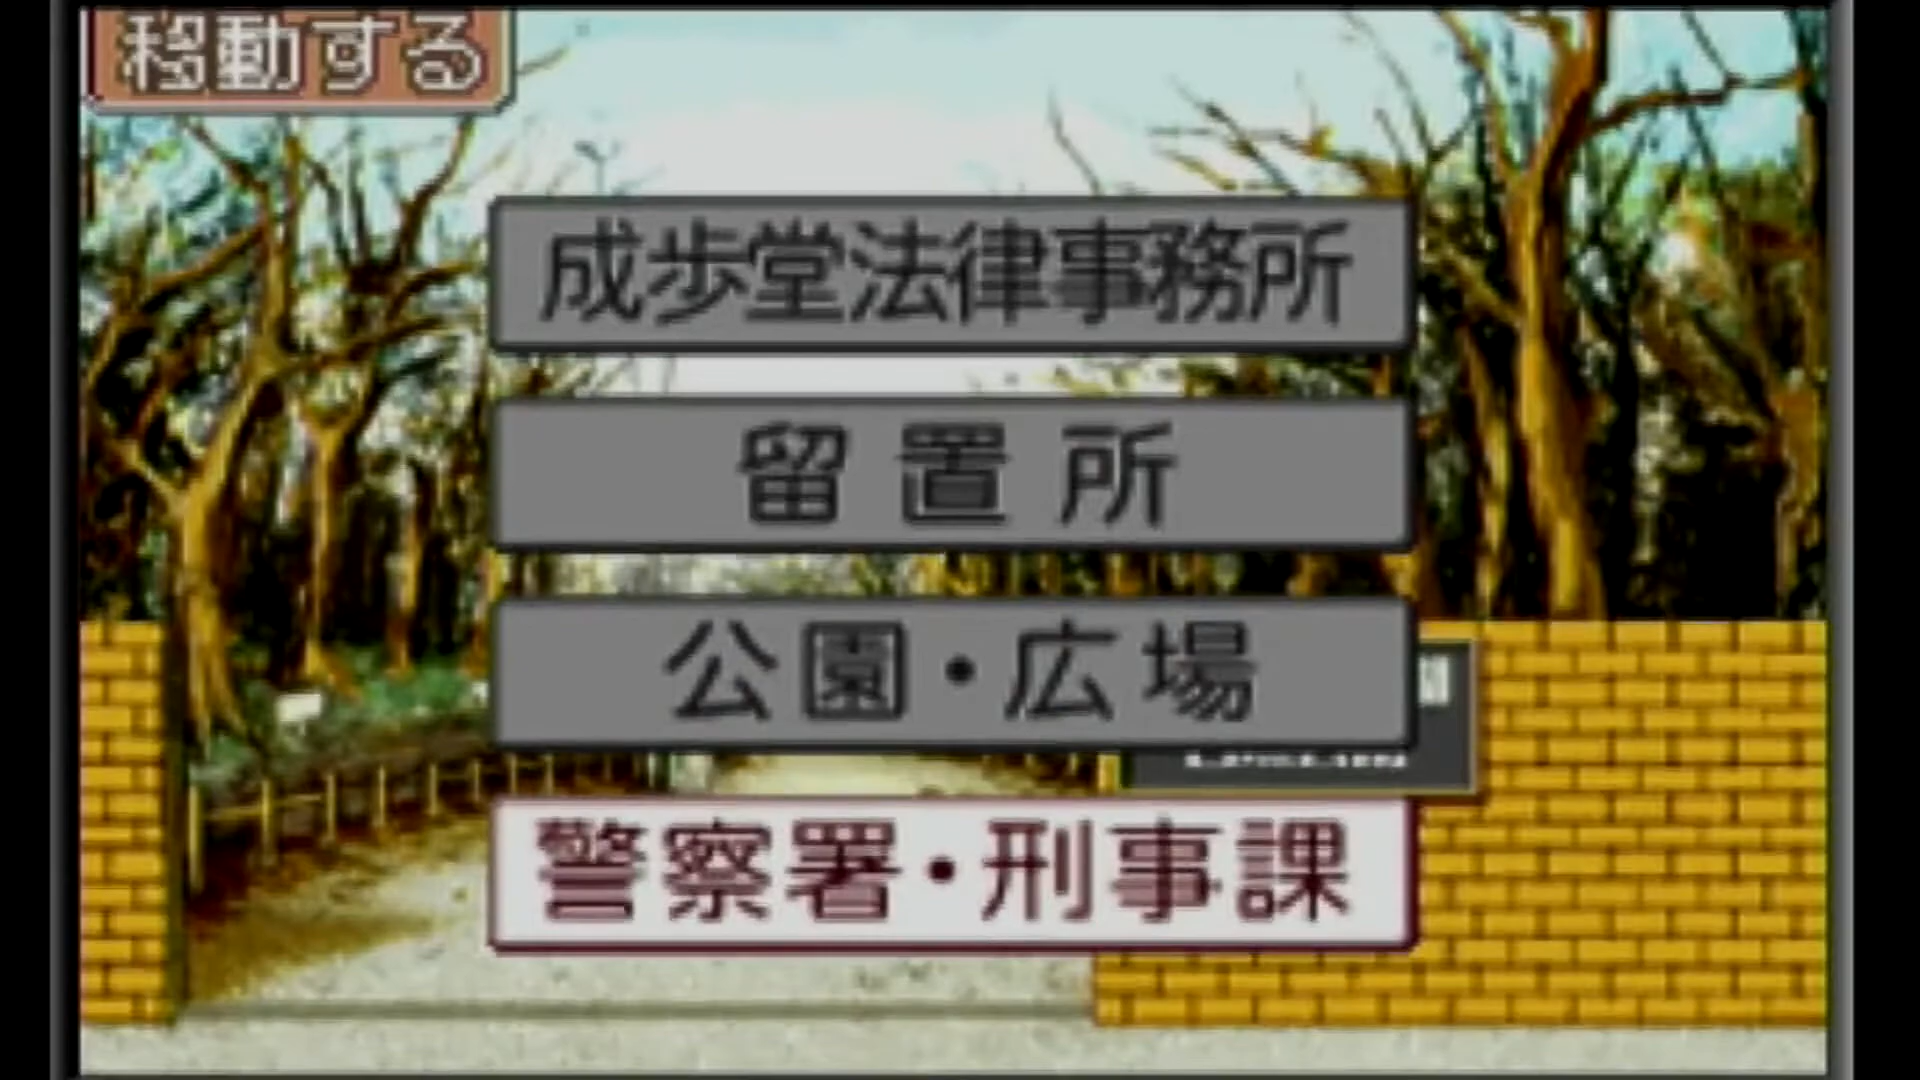 移動する
成歩堂法律事務所
留置所
公園・広場
警察署・刑事課